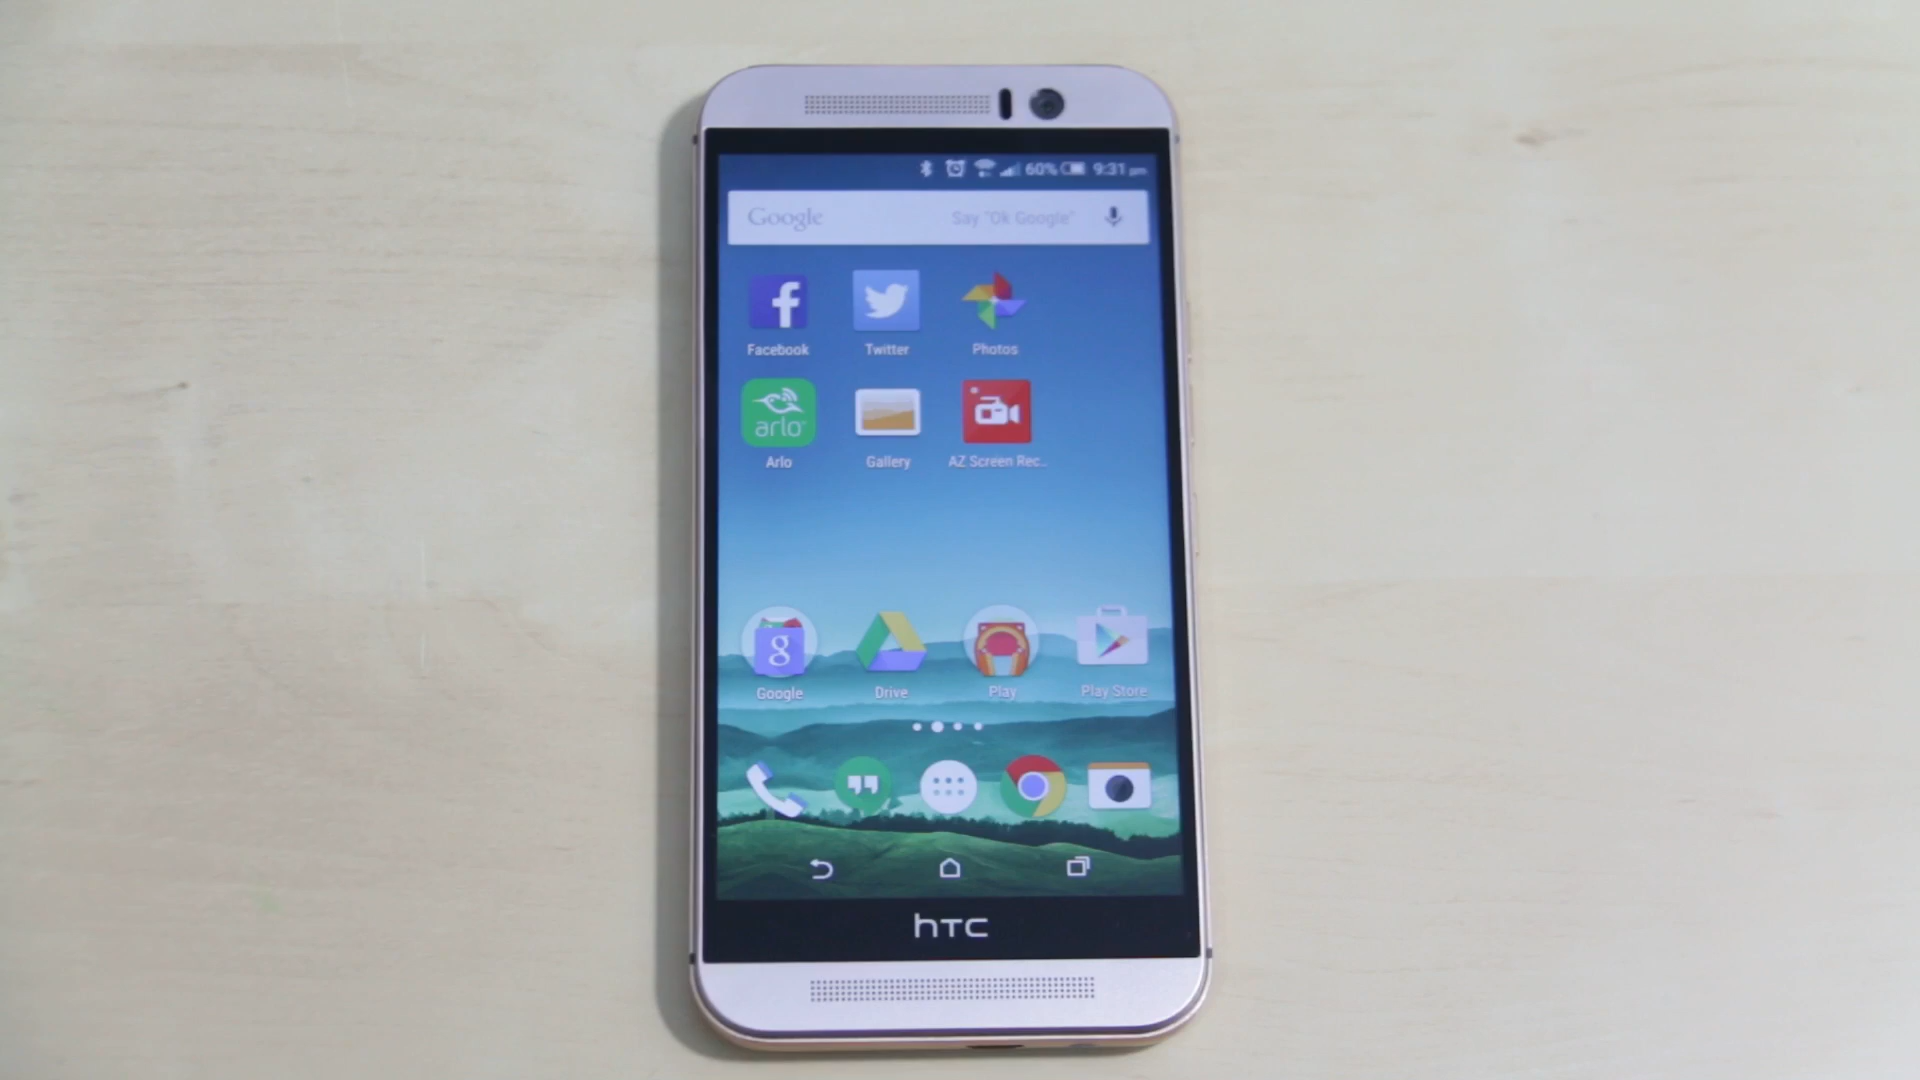 60% 9:31 pm
Google Say "Ok Google"
Facebook Twitter Photos
arlo
Arlo Gallery AZ Screen Rec...
g
Google Drive Play Play Store
hTC